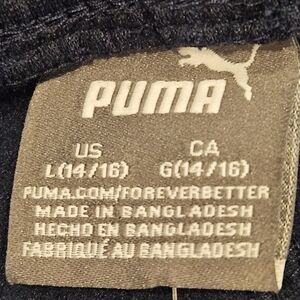 PUMA
US CA
L(14/16) G(14/16)
PUMA.COM/FOREVERBETTER
MADE IN BANGLADESH
HECHO EN BANGLADESH
FABRIQUÉ AU BANGLADESH